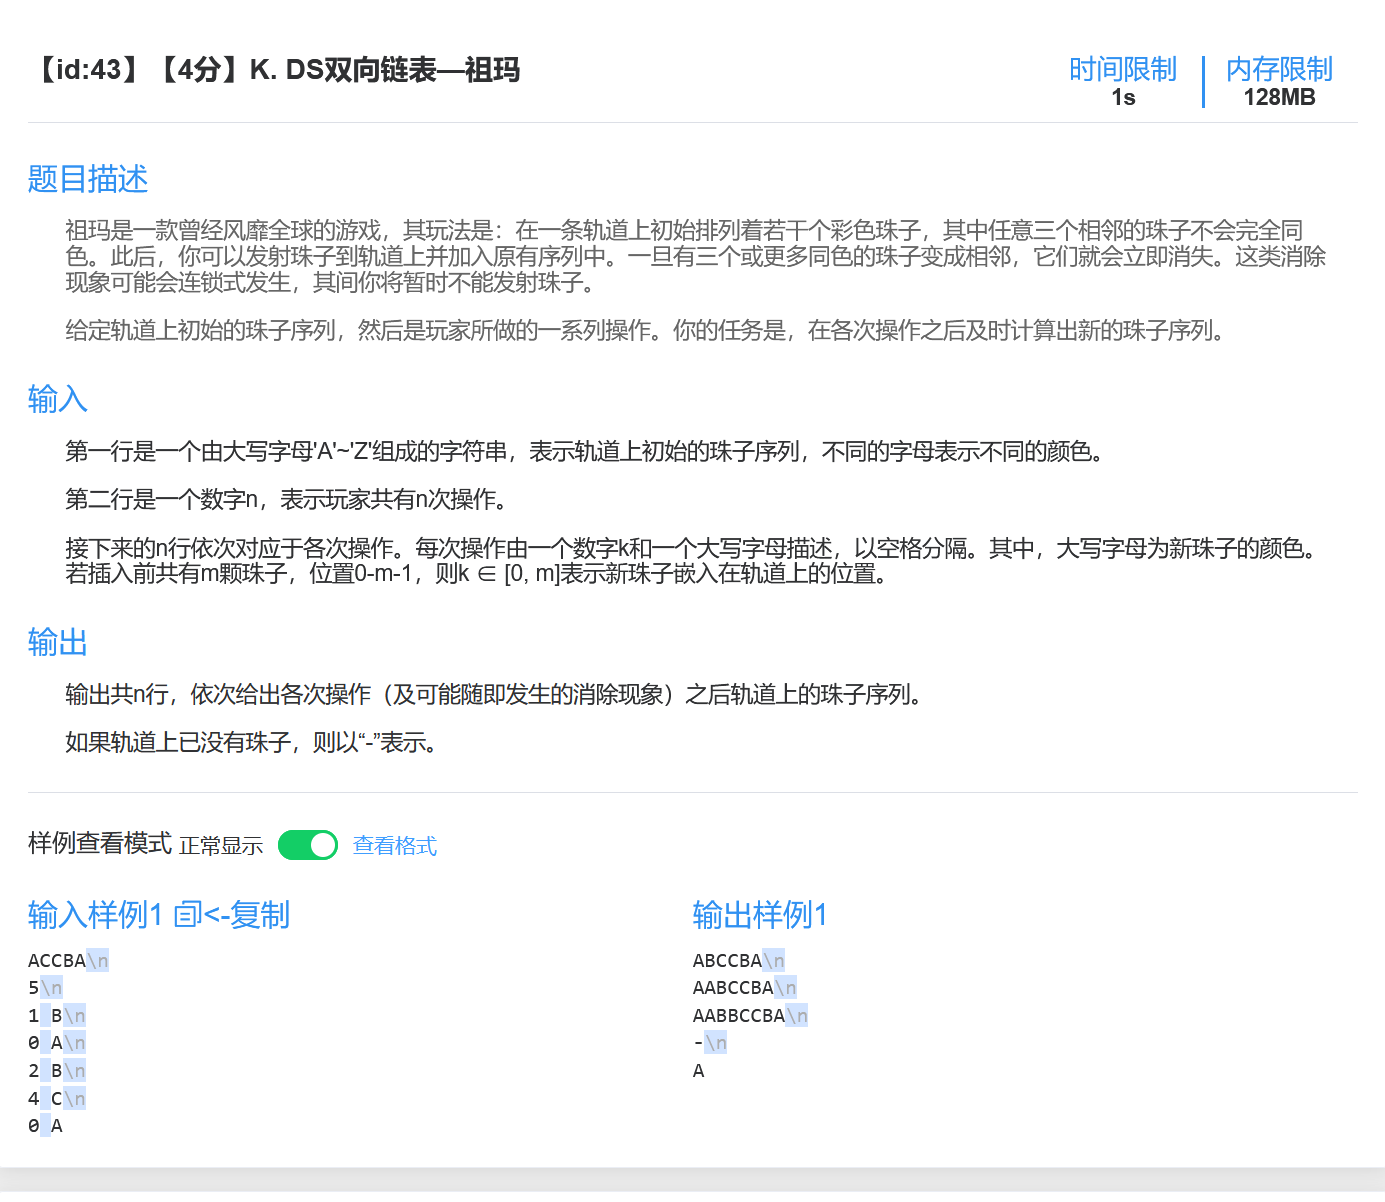 【id:43】【4分】K. DS双向链表—祖玛
时间限制
1s
内存限制
128MB
题目描述
祖玛是一款曾经风靡全球的游戏，其玩法是：在一条轨道上初始排列着若干个彩色珠子，其中任意三个相邻的珠子不会完全同
色。此后，你可以发射珠子到轨道上并加入原有序列中。一旦有三个或更多同色的珠子变成相邻，它们就会立即消失。这类消除
现象可能会连锁式发生，其间你将暂时不能发射珠子。
给定轨道上初始的珠子序列，然后是玩家所做的一系列操作。你的任务是，在各次操作之后及时计算出新的珠子序列。
输入
第一行是一个由大写字母'A'~'Z'组成的字符串，表示轨道上初始的珠子序列，不同的字母表示不同的颜色。
第二行是一个数字n，表示玩家共有n次操作。
接下来的n行依次对应于各次操作。每次操作由一个数字k和一个大写字母描述，以空格分隔。其中，大写字母为新珠子的颜色。
若插入前共有m颗珠子，位置0-m-1，则k ∈ [0, m]表示新珠子嵌入在轨道上的位置。
输出
输出共n行，依次给出各次操作（及可能随即发生的消除现象）之后轨道上的珠子序列。
如果轨道上已没有珠子，则以“-”表示。
样例查看模式 正常显示 查看格式
输入样例1 <-复制
ACCBA\n
5\n
1 B\n
0 A\n
2 B\n
4 C\n
0 A
输出样例1
ABCCBA\n
AABCCBA\n
AABBCCBA\n
-\n
A